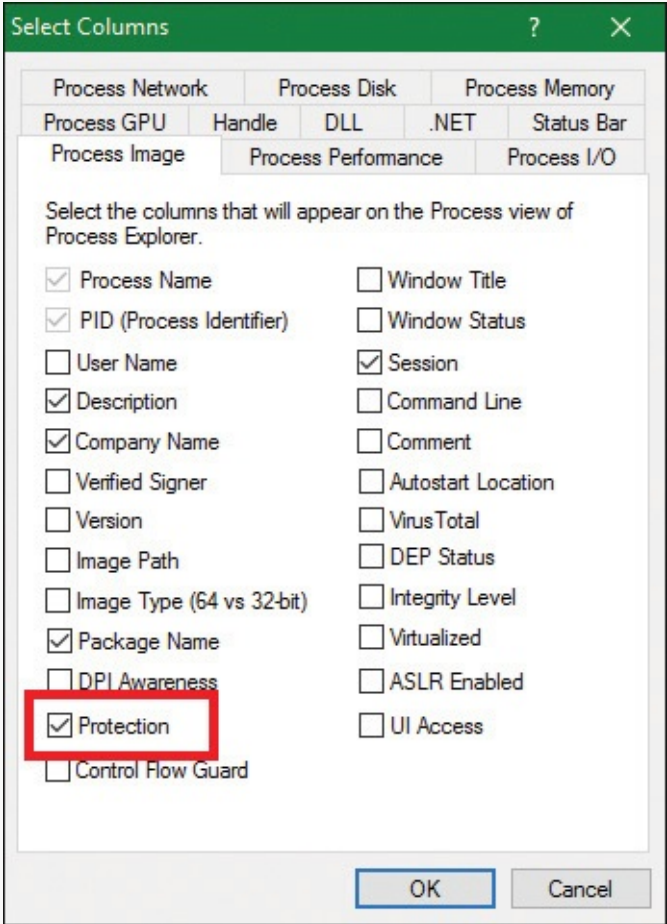 Select Columns
Process Network Process Disk Process Memory
Process GPU Handle DLL .NET Status Bar
Process Image Process Performance Process I/O
Select the columns that will appear on the Process view of
Process Explorer.
Process Name
PID (Process Identifier)
User Name
Description
Company Name
Verified Signer
Version
Image Path
Image Type (64 vs 32-bit)
Package Name
DPI Awareness
Protection
Control Flow Guard
Window Title
Window Status
Session
Command Line
Comment
Autostart Location
VirusTotal
DEP Status
Integrity Level
Virtualized
ASLR Enabled
UI Access
OK Cancel